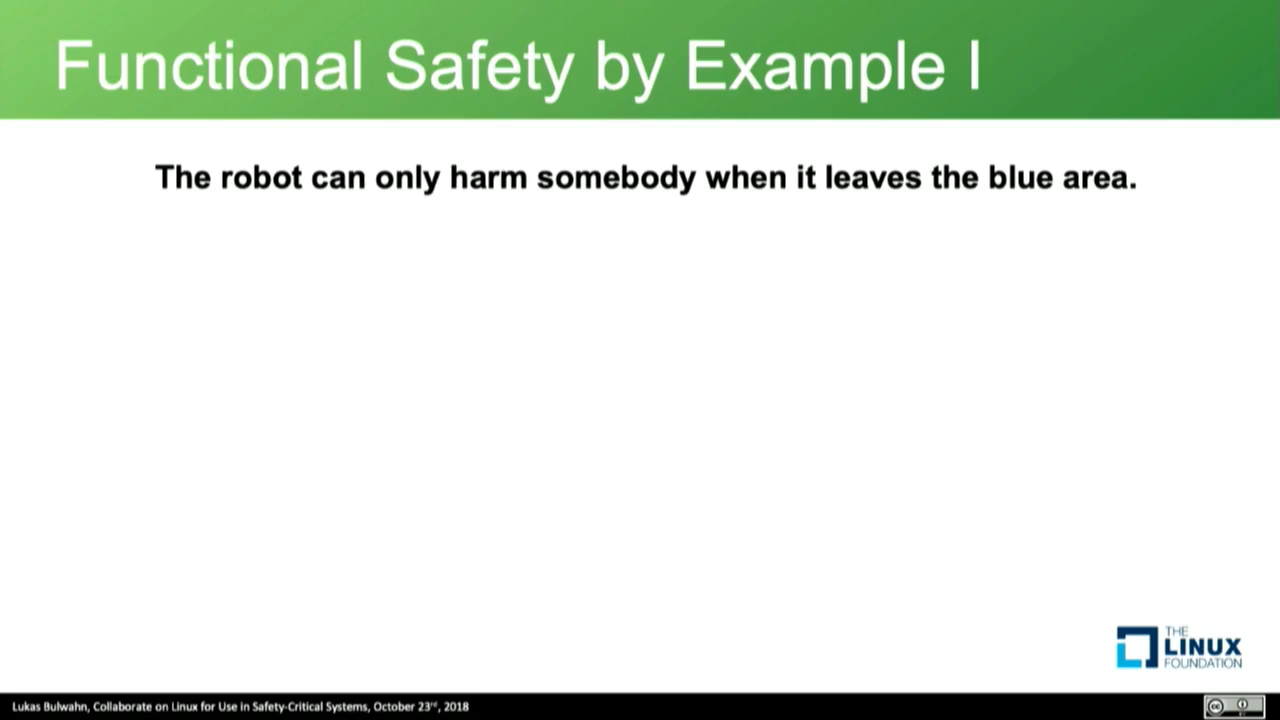 Functional Safety by Example I
The robot can only harm somebody when it leaves the blue area.
THE
LINUX
FOUNDATION
Lukas Bulwahn, Collaborate on Linux for Use in Safety-Critical Systems, October 23rd, 2018
cc